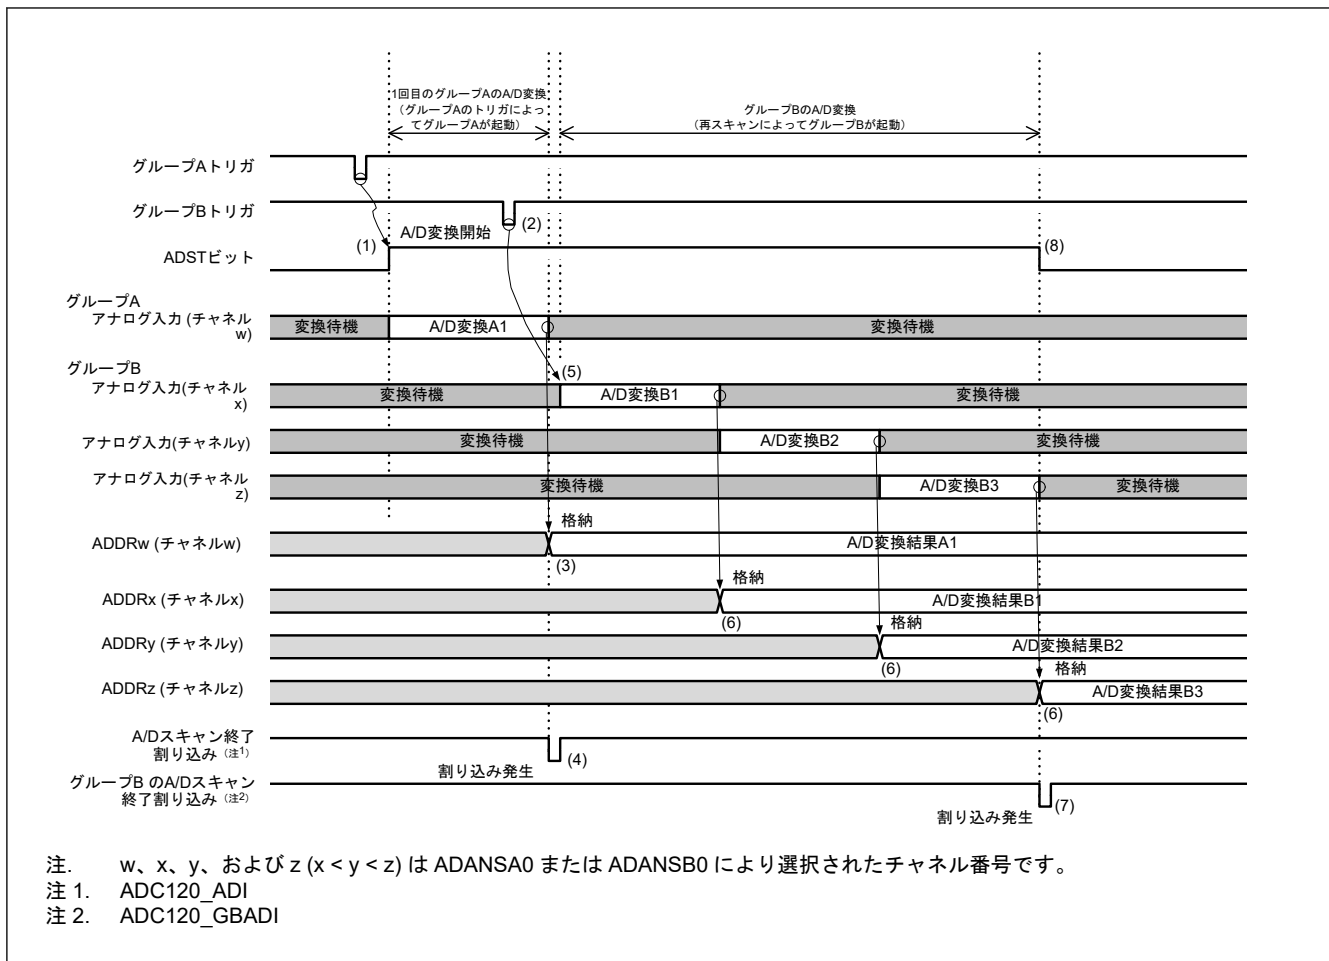 1回目のグループAのA/D変換
（グループAのトリガによっ
てグループAが起動）
グループBのA/D変換
（再スキャンによってグループBが起動）
グループAトリガ
グループBトリガ
(2)
A/D変換開始
(1)
(8)
ADSTビット
グループA
アナログ入力 (チャネル
w)
変換待機
A/D変換A1
変換待機
グループB
アナログ入力(チャネル
x)
(5)
変換待機
A/D変換B1
変換待機
アナログ入力(チャネルy)
変換待機
A/D変換B2
変換待機
アナログ入力(チャネル
z)
変換待機
A/D変換B3
変換待機
格納
ADDRw (チャネルw)
A/D変換結果A1
(3)
格納
ADDRx (チャネルx)
A/D変換結果B1
(6)
格納
ADDRy (チャネルy)
A/D変換結果B2
(6)
格納
ADDRz (チャネルz)
A/D変換結果B3
(6)
A/Dスキャン終了
割り込み（注1）
(4)
割り込み発生
グループB のA/Dスキャン
終了割り込み（注2）
(7)
割り込み発生
注. w、x、y、および z (x < y < z) は ADANSA0 または ADANSB0 により選択されたチャネル番号です。
注 1. ADC120_ADI
注 2. ADC120_GBADI